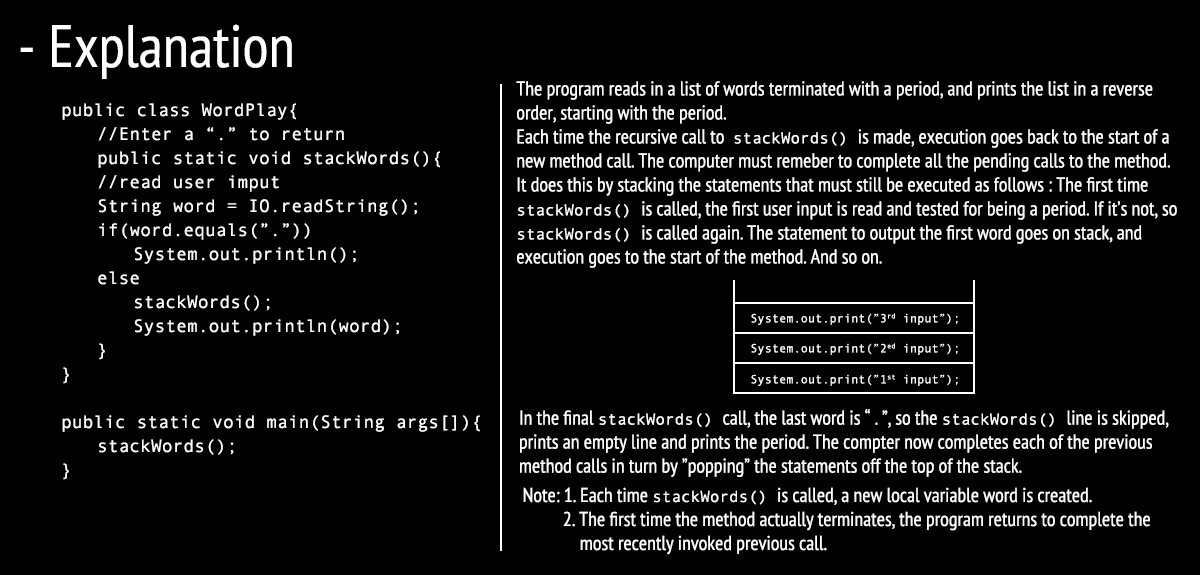 - Explanation
public class WordPlay{
//Enter a “.” to return
public static void stackWords(){
//read user imput
String word = IO.readString();
if(word.equals(”.”))
System.out.println();
else
stackWords();
System.out.println(word);
}
}
public static void main(String args[]){
stackWords();
}
The program reads in a list of words terminated with a period, and prints the list in a reverse
order, starting with the period.
Each time the recursive call to stackWords() is made, execution goes back to the start of a
new method call. The computer must remeber to complete all the pending calls to the method.
It does this by stacking the statements that must still be executed as follows : The first time
stackWords() is called, the first user input is read and tested for being a period. If it’s not, so
stackWords() is called again. The statement to output the first word goes on stack, and
execution goes to the start of the method. And so on.
System.out.print(”3rd input”);
System.out.print(”2ed input”);
System.out.print(”1st input”);
In the final stackWords() call, the last word is “ . ”, so the stackWords() line is skipped,
prints an empty line and prints the period. The compter now completes each of the previous
method calls in turn by ”popping” the statements off the top of the stack.
Note: 1. Each time stackWords() is called, a new local variable word is created.
2. The first time the method actually terminates, the program returns to complete the
most recently invoked previous call.